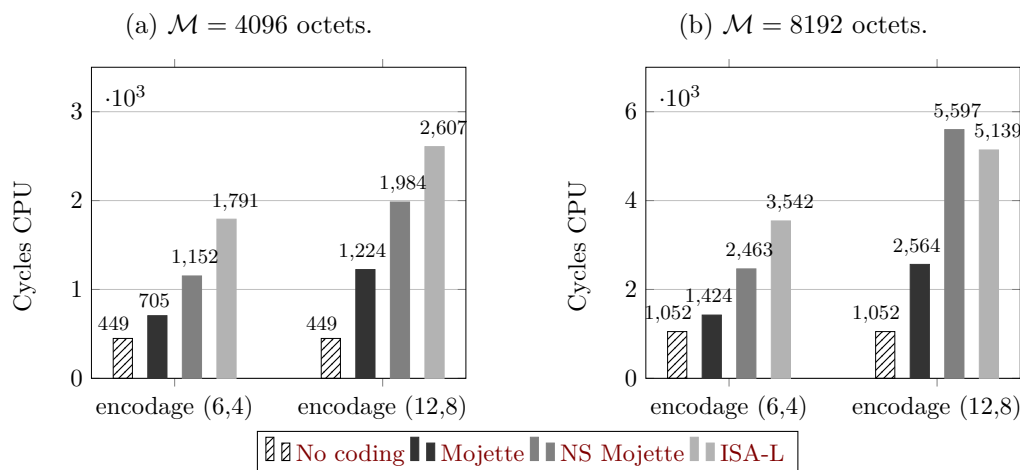 (a) M = 4096 octets.
(b) M = 8192 octets.
·10³
3
2
1
0
Cycles CPU
449
705
1,152
1,791
449
1,224
1,984
2,607
encodage (6,4)
encodage (12,8)
·10³
6
4
2
0
Cycles CPU
1,052
1,424
2,463
3,542
1,052
2,564
5,597
5,139
encodage (6,4)
encodage (12,8)
No coding Mojette NS Mojette ISA-L